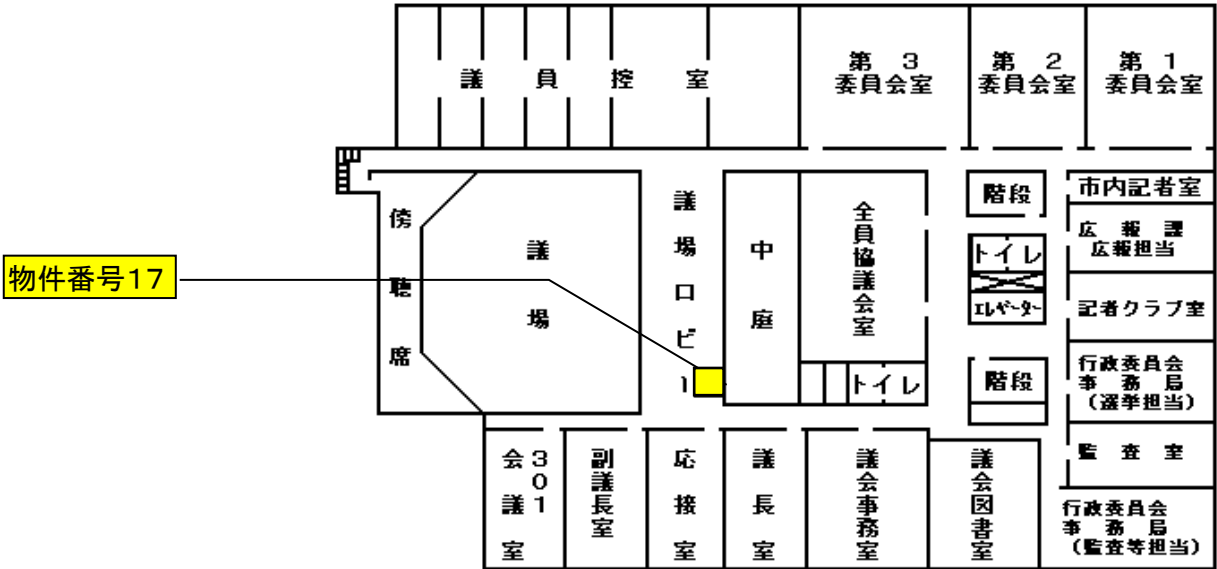 議員控室
第3
委員会室
第2
委員会室
第1
委員会室
傍聴席
議場
議場ロビー
中庭
全員協議会室
トイレ
階段
トイレ
エレベーター
階段
市内記者室
広報課
広報担当
記者クラブ室
行政委員会
事務局
（選挙担当）
監査室
行政委員会
事務局
（監査等担当）
物件番号17
301
会議室
副議長室
応接室
議長室
議会事務室
議会図書室